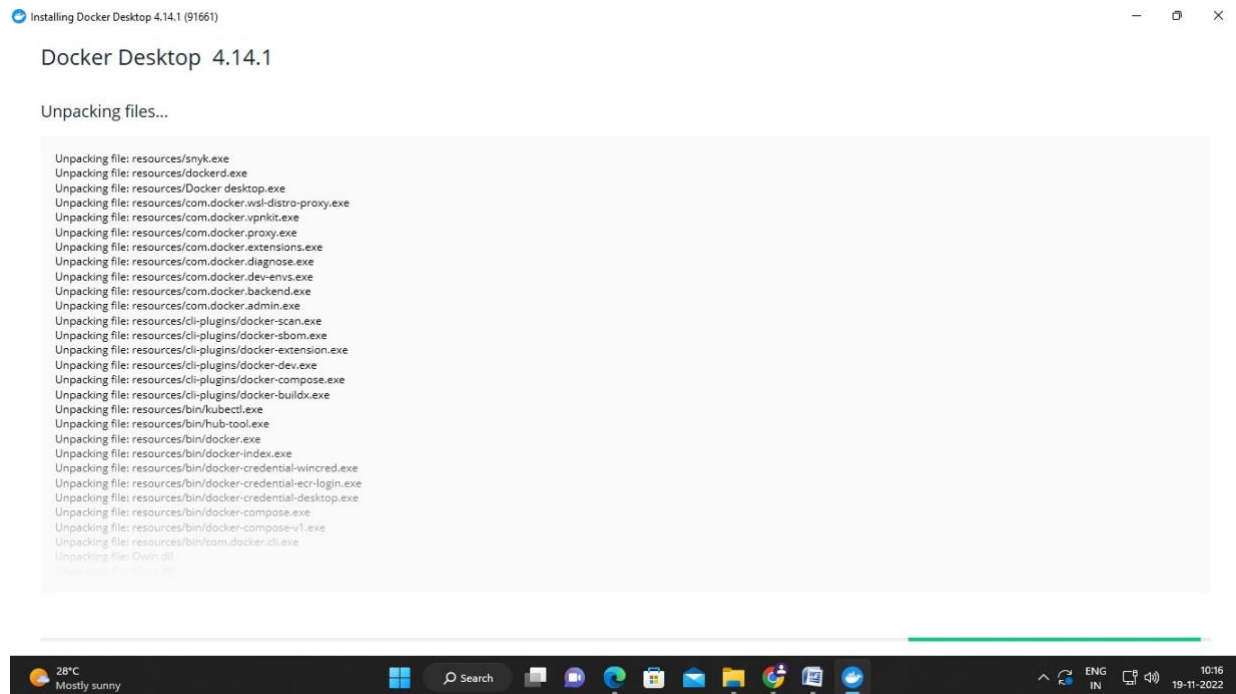 Installing Docker Desktop 4.14.1 (91661)
Docker Desktop 4.14.1
Unpacking files...
Unpacking file: resources/snyk.exe
Unpacking file: resources/dockerd.exe
Unpacking file: resources/Docker desktop.exe
Unpacking file: resources/com.docker.wsl-distro-proxy.exe
Unpacking file: resources/com.docker.vpnkit.exe
Unpacking file: resources/com.docker.proxy.exe
Unpacking file: resources/com.docker.extensions.exe
Unpacking file: resources/com.docker.diagnose.exe
Unpacking file: resources/com.docker.dev-envs.exe
Unpacking file: resources/com.docker.backend.exe
Unpacking file: resources/com.docker.admin.exe
Unpacking file: resources/cli-plugins/docker-scan.exe
Unpacking file: resources/cli-plugins/docker-sbom.exe
Unpacking file: resources/cli-plugins/docker-extension.exe
Unpacking file: resources/cli-plugins/docker-dev.exe
Unpacking file: resources/cli-plugins/docker-compose.exe
Unpacking file: resources/cli-plugins/docker-buildx.exe
Unpacking file: resources/bin/kubectl.exe
Unpacking file: resources/bin/hub-tool.exe
Unpacking file: resources/bin/docker.exe
Unpacking file: resources/bin/docker-index.exe
Unpacking file: resources/bin/docker-credential-wincred.exe
Unpacking file: resources/bin/docker-credential-ecr-login.exe
Unpacking file: resources/bin/docker-credential-desktop.exe
Unpacking file: resources/bin/docker-compose.exe
Unpacking file: resources/bin/docker-compose-v1.exe
Unpacking file: resources/bin/com.docker.cli.exe
Unpacking file: Owin.dll
28°C
Mostly sunny
Search
ENG
IN
10:16
19-11-2022